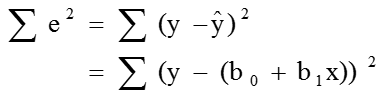 ∑ e² = ∑ (y - ŷ)²
= ∑ (y - (b₀ + b₁x))²